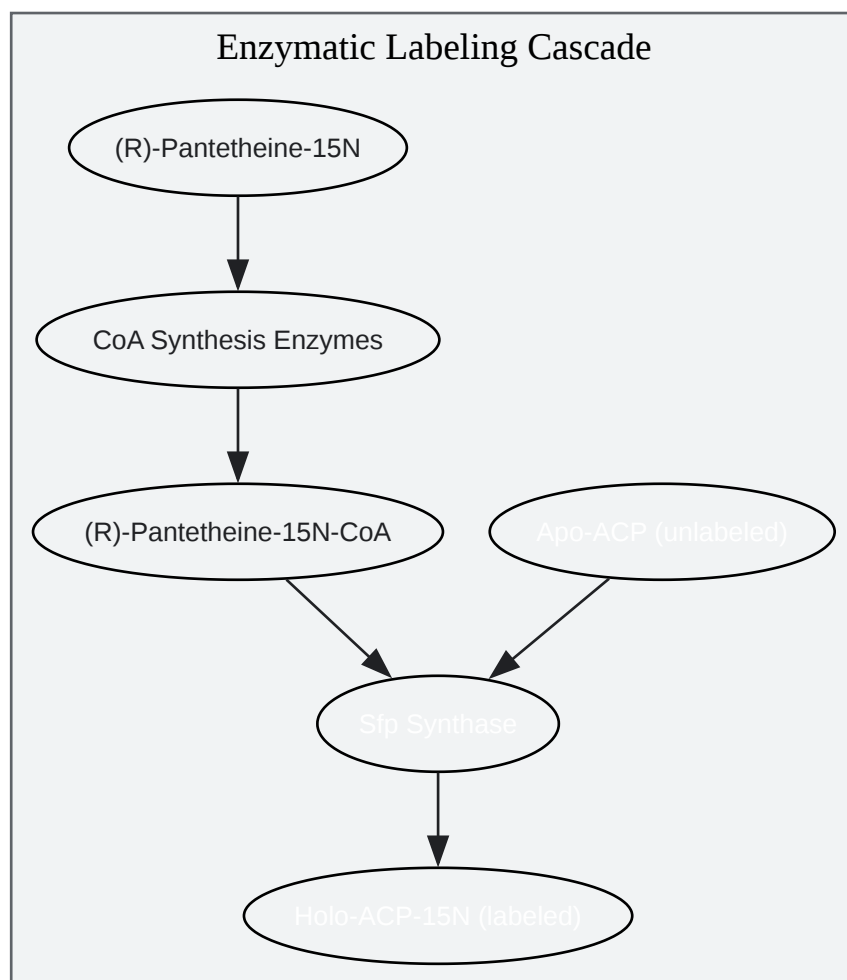 Enzymatic Labeling Cascade
(R)-Pantetheine-15N
CoA Synthesis Enzymes
(R)-Pantetheine-15N-CoA
Apo-ACP (unlabeled)
Sfp Synthase
Holo-ACP-15N (labeled)